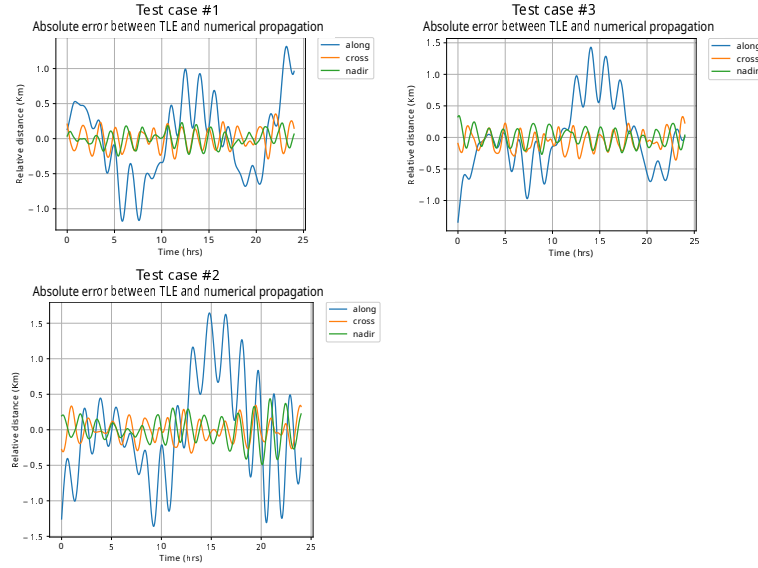 Test case #1
Absolute error between TLE and numerical propagation
along
cross
nadir
1.0
0.5
0.0
−0.5
−1.0
Relative distance (Km)
0 5 10 15 20 25
Time (hrs)
Test case #3
Absolute error between TLE and numerical propagation
along
cross
nadir
1.5
1.0
0.5
0.0
−0.5
−1.0
Relative distance (Km)
0 5 10 15 20 25
Time (hrs)
Test case #2
Absolute error between TLE and numerical propagation
along
cross
nadir
1.5
1.0
0.5
0.0
−0.5
−1.0
−1.5
Relative distance (Km)
0 5 10 15 20 25
Time (hrs)